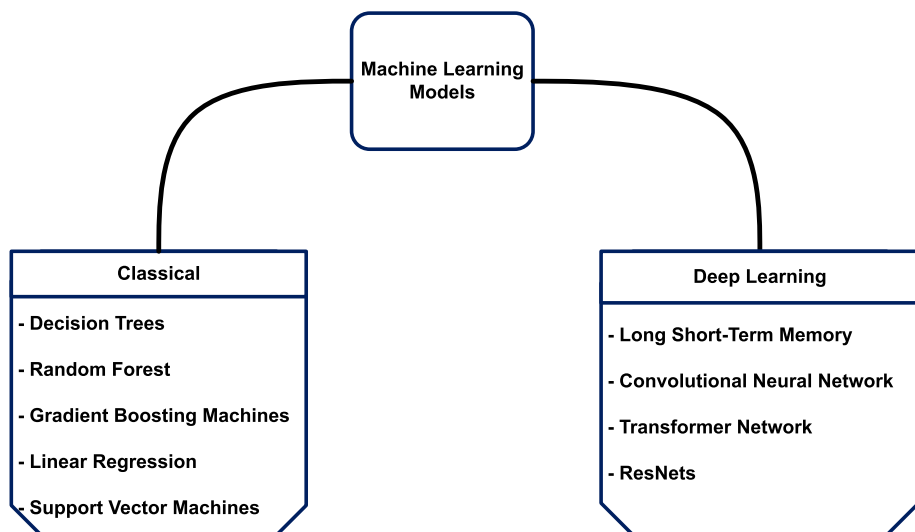 Machine Learning
Models
Classical
- Decision Trees
- Random Forest
- Gradient Boosting Machines
- Linear Regression
- Support Vector Machines
Deep Learning
- Long Short-Term Memory
- Convolutional Neural Network
- Transformer Network
- ResNets